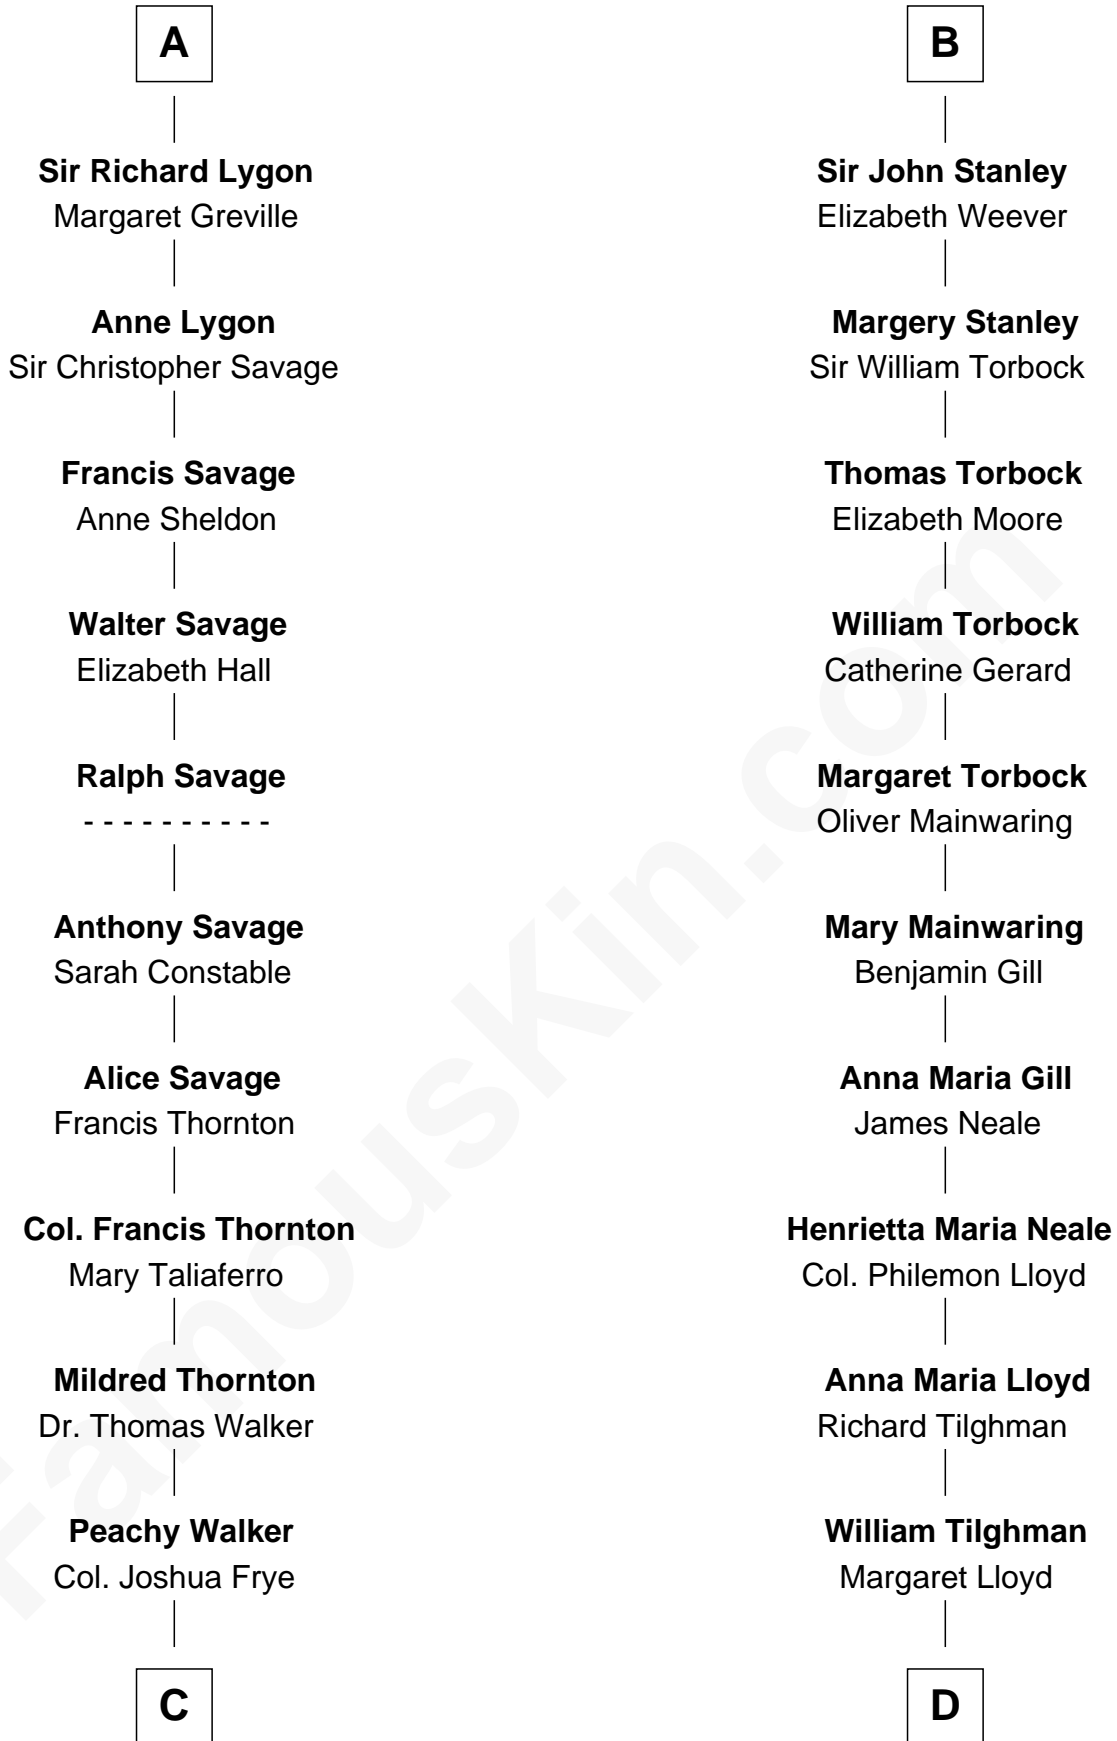 A
Sir Richard Lygon
Margaret Greville
Anne Lygon
Sir Christopher Savage
Francis Savage
Anne Sheldon
Walter Savage
Elizabeth Hall
Ralph Savage
- - - - - - - - - -
Anthony Savage
Sarah Constable
Alice Savage
Francis Thornton
Col. Francis Thornton
Mary Taliaferro
Mildred Thornton
Dr. Thomas Walker
Peachy Walker
Col. Joshua Frye
C
B
Sir John Stanley
Elizabeth Weever
Margery Stanley
Sir William Torbock
Thomas Torbock
Elizabeth Moore
William Torbock
Catherine Gerard
Margaret Torbock
Oliver Mainwaring
Mary Mainwaring
Benjamin Gill
Anna Maria Gill
James Neale
Henrietta Maria Neale
Col. Philemon Lloyd
Anna Maria Lloyd
Richard Tilghman
William Tilghman
Margaret Lloyd
D
FamousKin.com